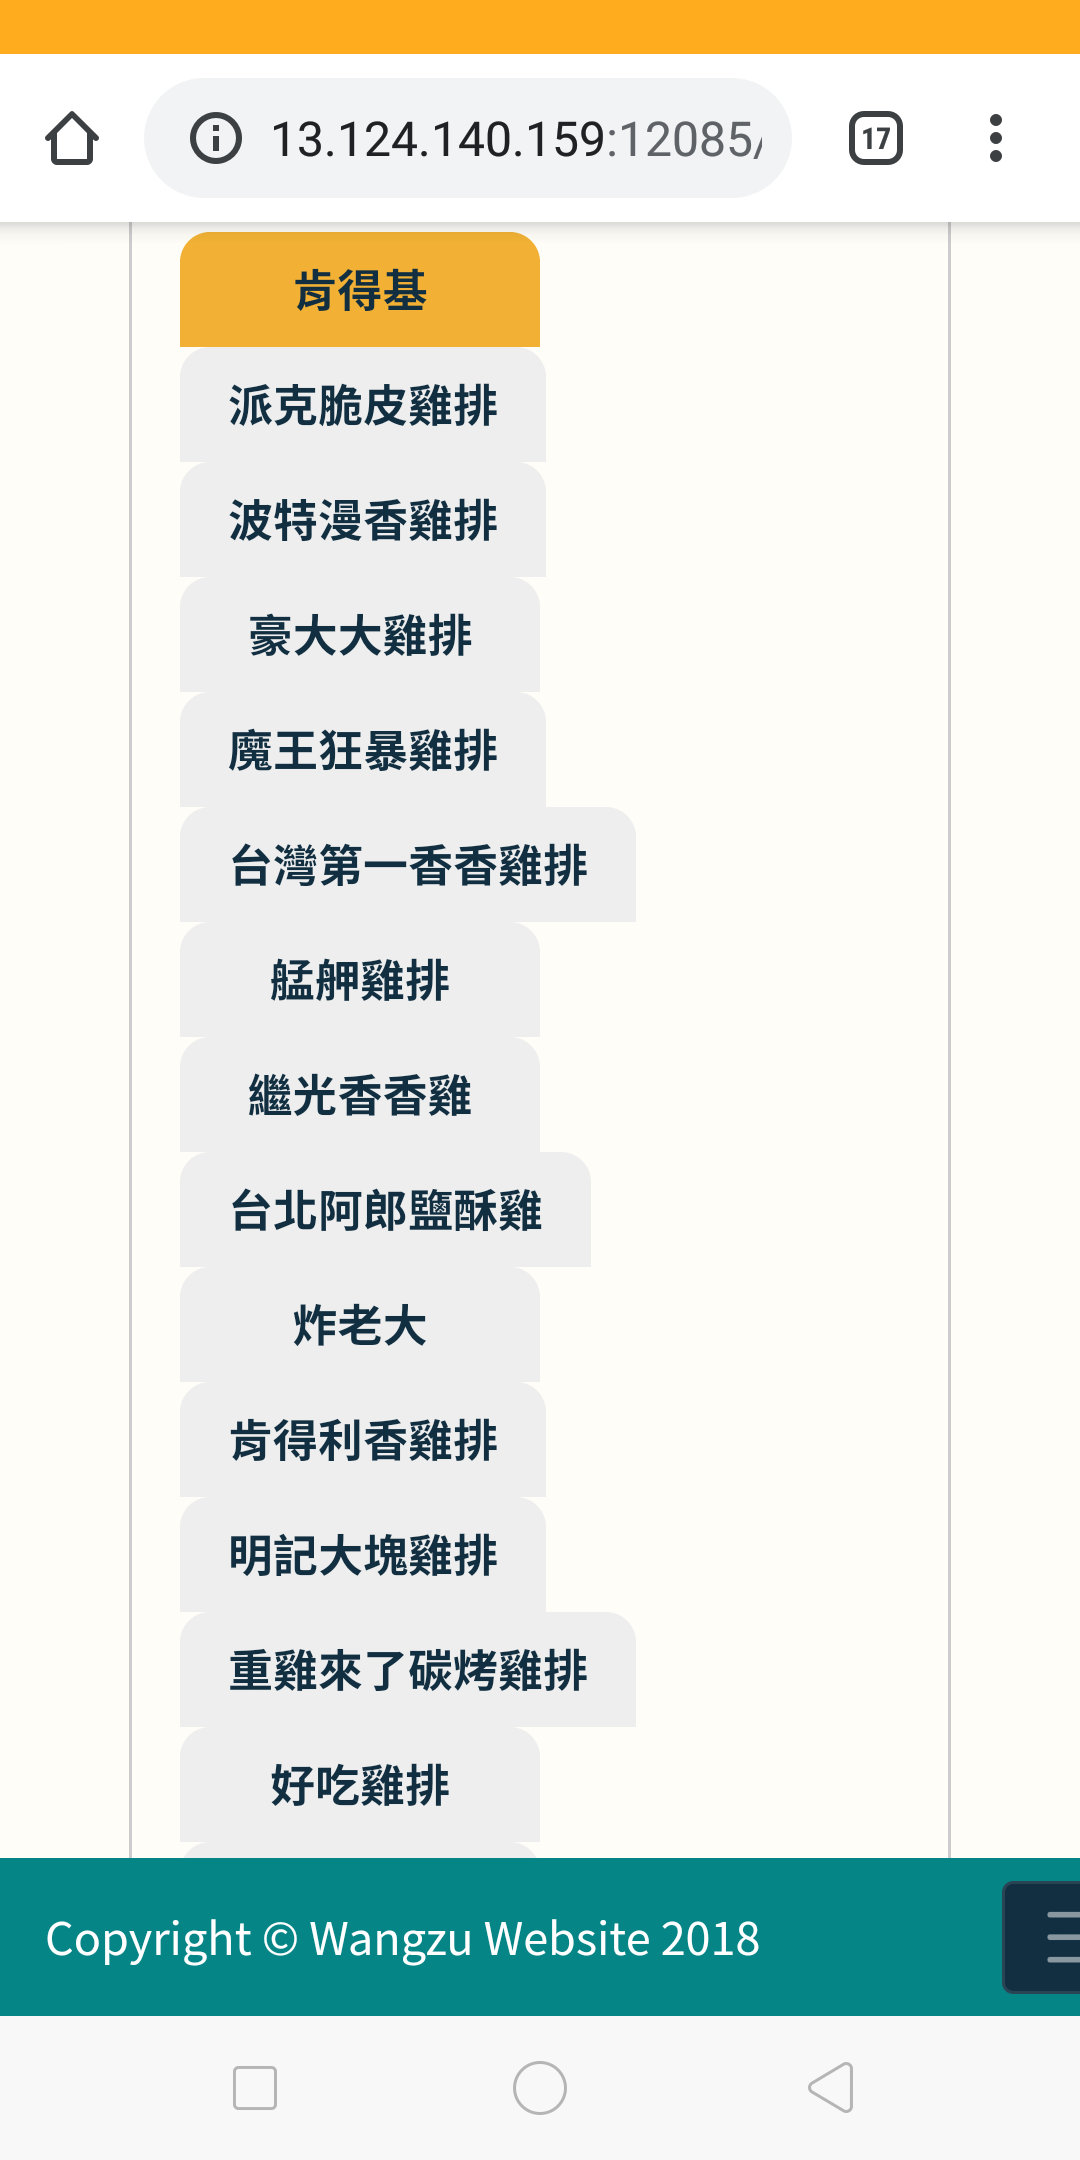 13.124.140.159:12085/
17
肯得基
派克脆皮雞排
波特漫香雞排
豪大大雞排
魔王狂暴雞排
台灣第一香香雞排
艋舺雞排
繼光香香雞
台北阿郎鹽酥雞
炸老大
肯得利香雞排
明記大塊雞排
重雞來了碳烤雞排
好吃雞排
Copyright © Wangzu Website 2018